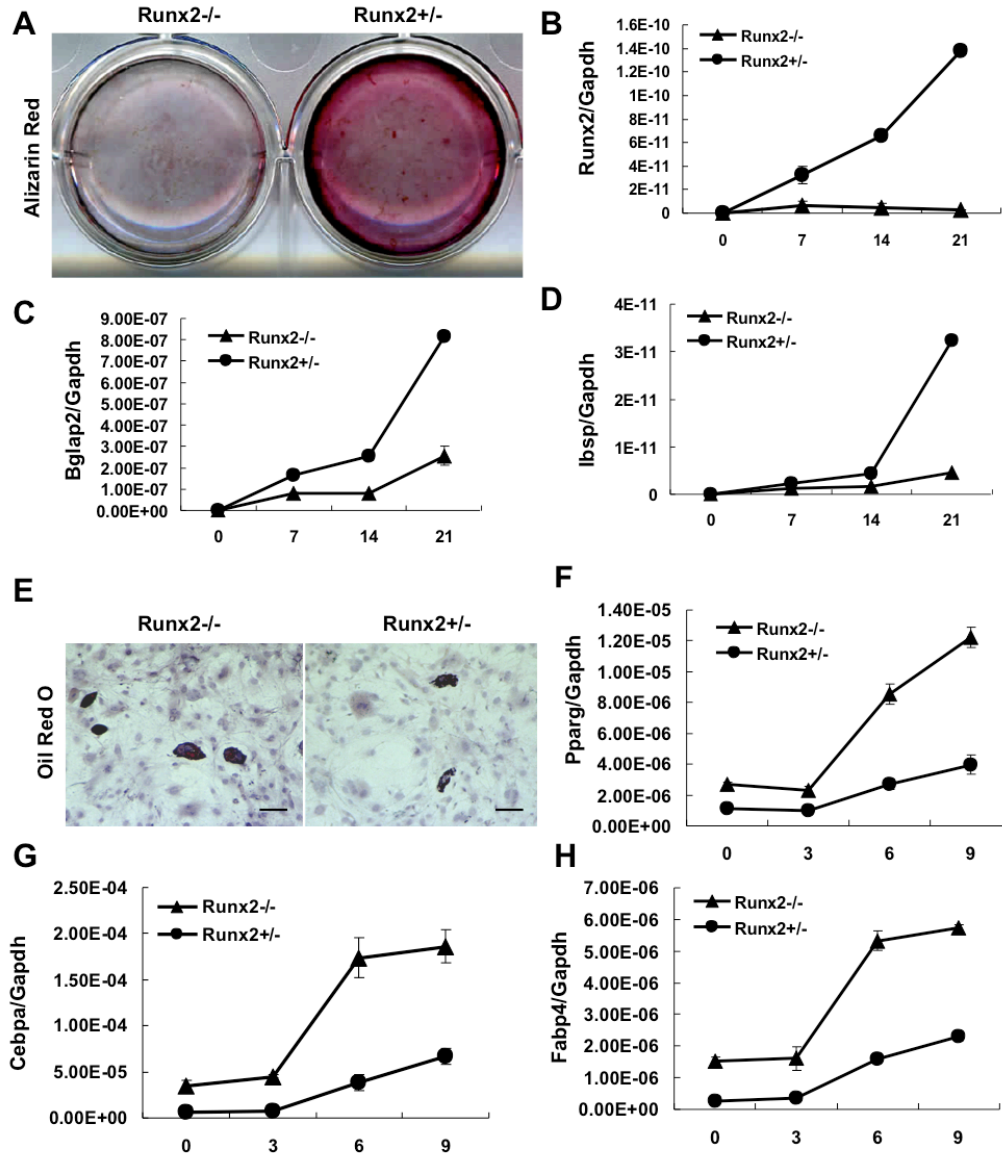 A
Runx2-/-
Runx2+/-
Alizarin Red
B
Runx2/Gapdh
1.6E-10
1.4E-10
1.2E-10
1E-10
8E-11
6E-11
4E-11
2E-11
0
Runx2-/-
Runx2+/-
0 7 14 21
C
Bglap2/Gapdh
9.00E-07
8.00E-07
7.00E-07
6.00E-07
5.00E-07
4.00E-07
3.00E-07
2.00E-07
1.00E-07
0.00E+00
Runx2-/-
Runx2+/-
0 7 14 21
D
Ibsp/Gapdh
4E-11
3E-11
2E-11
1E-11
0
Runx2-/-
Runx2+/-
0 7 14 21
E
Runx2-/-
Runx2+/-
Oil Red O
F
Pparg/Gapdh
1.40E-05
1.20E-05
1.00E-05
8.00E-06
6.00E-06
4.00E-06
2.00E-06
0.00E+00
Runx2-/-
Runx2+/-
0 3 6 9
G
Cebpa/Gapdh
2.50E-04
2.00E-04
1.50E-04
1.00E-04
5.00E-05
0.00E+00
Runx2-/-
Runx2+/-
0 3 6 9
H
Fabp4/Gapdh
7.00E-06
6.00E-06
5.00E-06
4.00E-06
3.00E-06
2.00E-06
1.00E-06
0.00E+00
Runx2-/-
Runx2+/-
0 3 6 9